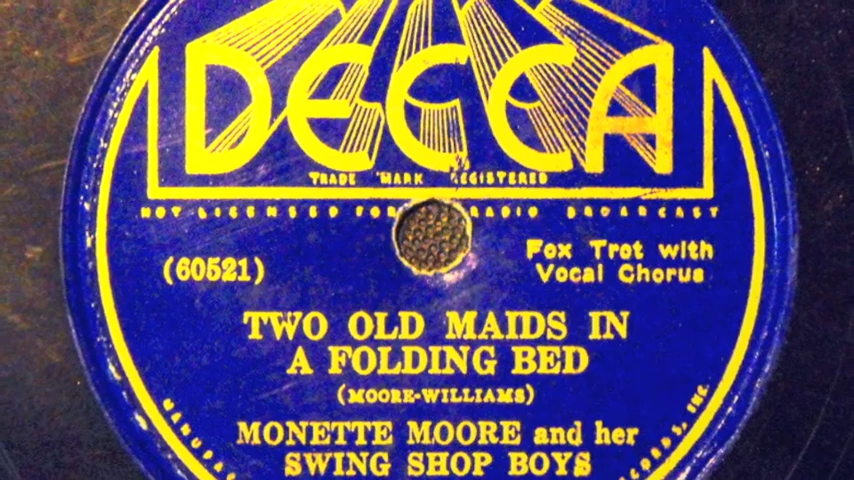 DECCA
TRADE MARK REGISTERED
NOT LICENSED FOR RADIO BROADCAST
(60521)
Fox Trot with
Vocal Chorus
TWO OLD MAIDS IN
A FOLDING BED
(MOORE-WILLIAMS)
MONETTE MOORE and her
SWING SHOP BOYS